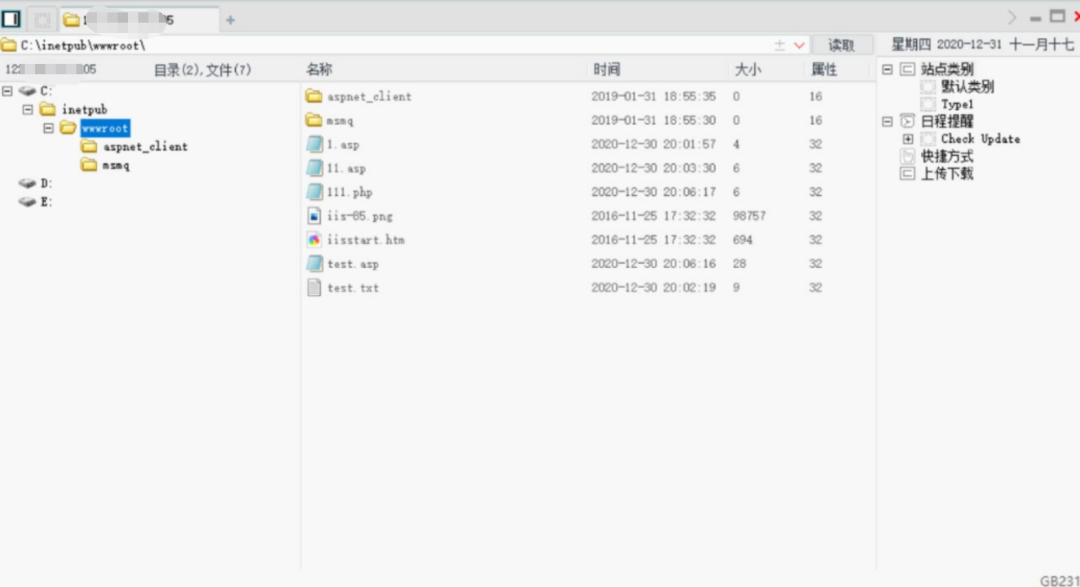 5
C:\inetpub\wwwroot\ 读取 星期四 2020-12-31 十一月十七
05 目录(2),文件(7) 名称 时间 大小 属性
C:
inetpub
wwwroot
aspnet_client
msmq
D:
E:
aspnet_client 2019-01-31 18:55:35 0 16
msmq 2019-01-31 18:55:30 0 16
1.asp 2020-12-30 20:01:57 4 32
11.asp 2020-12-30 20:03:30 6 32
111.php 2020-12-30 20:06:17 6 32
iis-85.png 2016-11-25 17:32:32 98757 32
iisstart.htm 2016-11-25 17:32:32 694 32
test.asp 2020-12-30 20:06:16 28 32
test.txt 2020-12-30 20:02:19 9 32
站点类别
默认类别
Type1
日程提醒
Check Update
快捷方式
上传下载
GB231